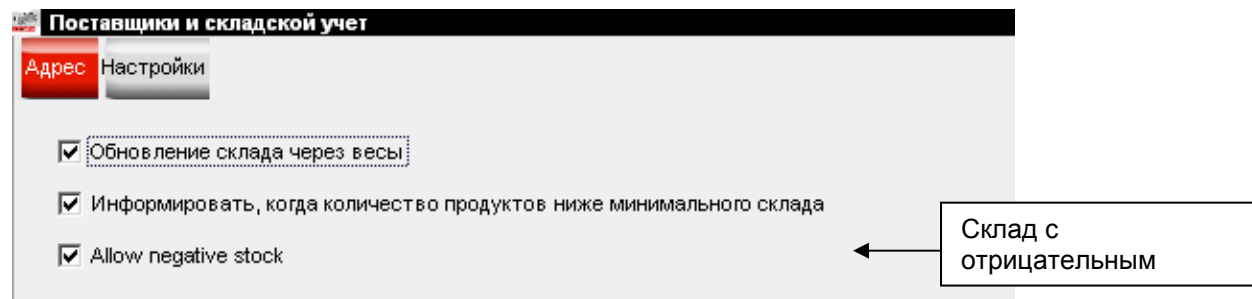 Поставщики и складской учет
Адрес Настройки
Обновление склада через весы
Информировать, когда количество продуктов ниже минимального склада
Allow negative stock
Склад с
отрицательным